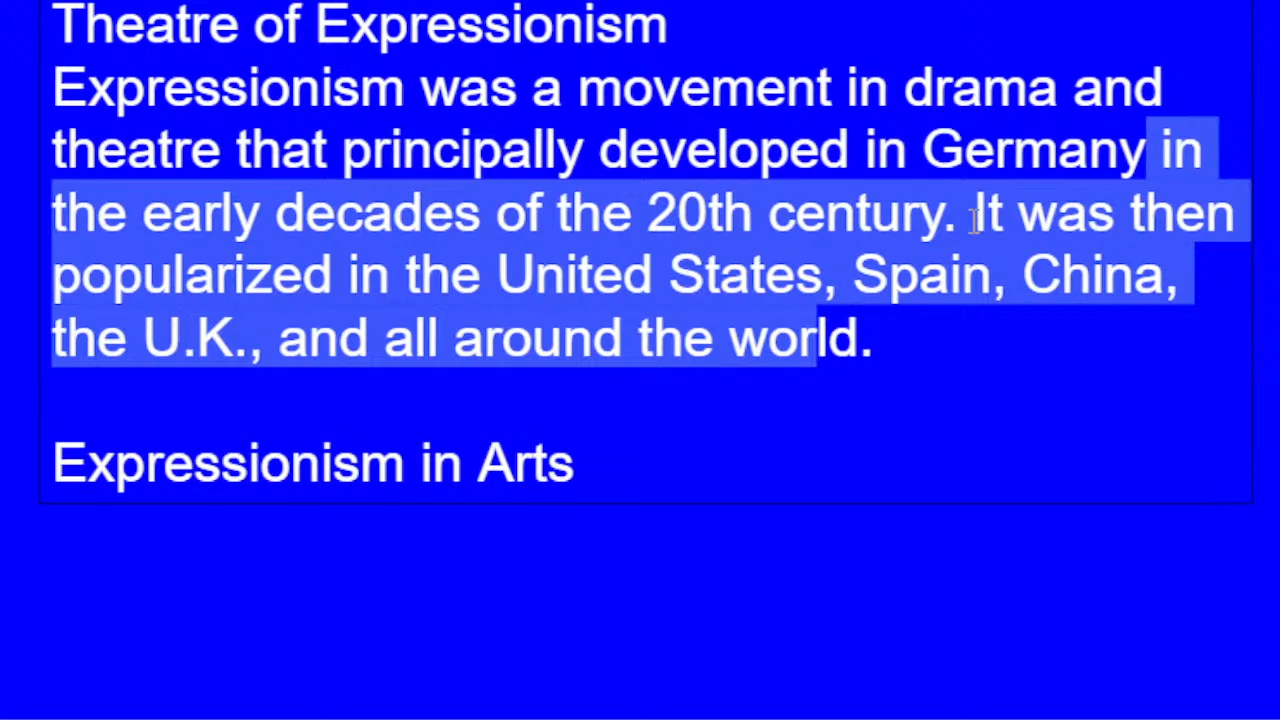 Theatre of Expressionism
Expressionism was a movement in drama and
theatre that principally developed in Germany in
the early decades of the 20th century. It was then
popularized in the United States, Spain, China,
the U.K., and all around the world.
Expressionism in Arts